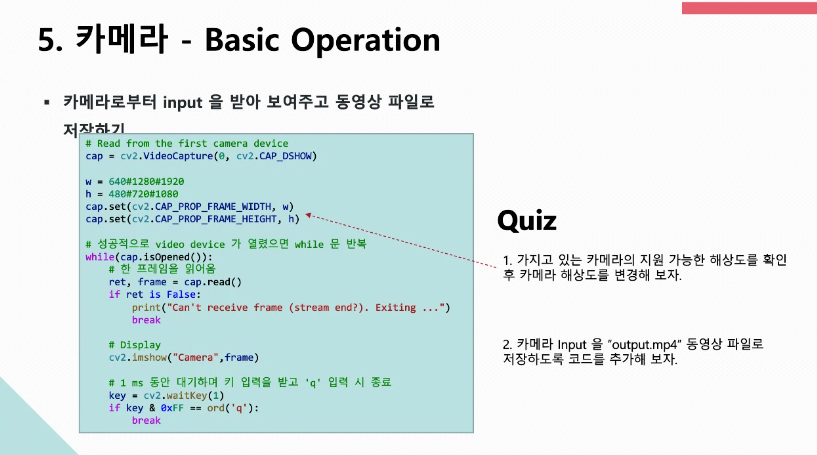 5. 카메라 - Basic Operation
▪ 카메라로부터 input 을 받아 보여주고 동영상 파일로
저장하기
# Read from the first camera device
cap = cv2.VideoCapture(0, cv2.CAP_DSHOW)
w = 640#1280#1920
h = 480#720#1080
cap.set(cv2.CAP_PROP_FRAME_WIDTH, w)
cap.set(cv2.CAP_PROP_FRAME_HEIGHT, h)
# 성공적으로 video device 가 열렸으면 while 문 반복
while(cap.isOpened()):
    # 한 프레임을 읽어옴
    ret, frame = cap.read()
    if ret is False:
        print("Can't receive frame (stream end?). Exiting ...")
        break
    # Display
    cv2.imshow("Camera",frame)
    # 1 ms 동안 대기하며 키 입력을 받고 'q' 입력 시 종료
    key = cv2.waitKey(1)
    if key & 0xFF == ord('q'):
        break
Quiz
1. 가지고 있는 카메라의 지원 가능한 해상도를 확인
후 카메라 해상도를 변경해 보자.
2. 카메라 Input 을 "output.mp4" 동영상 파일로
저장하도록 코드를 추가해 보자.